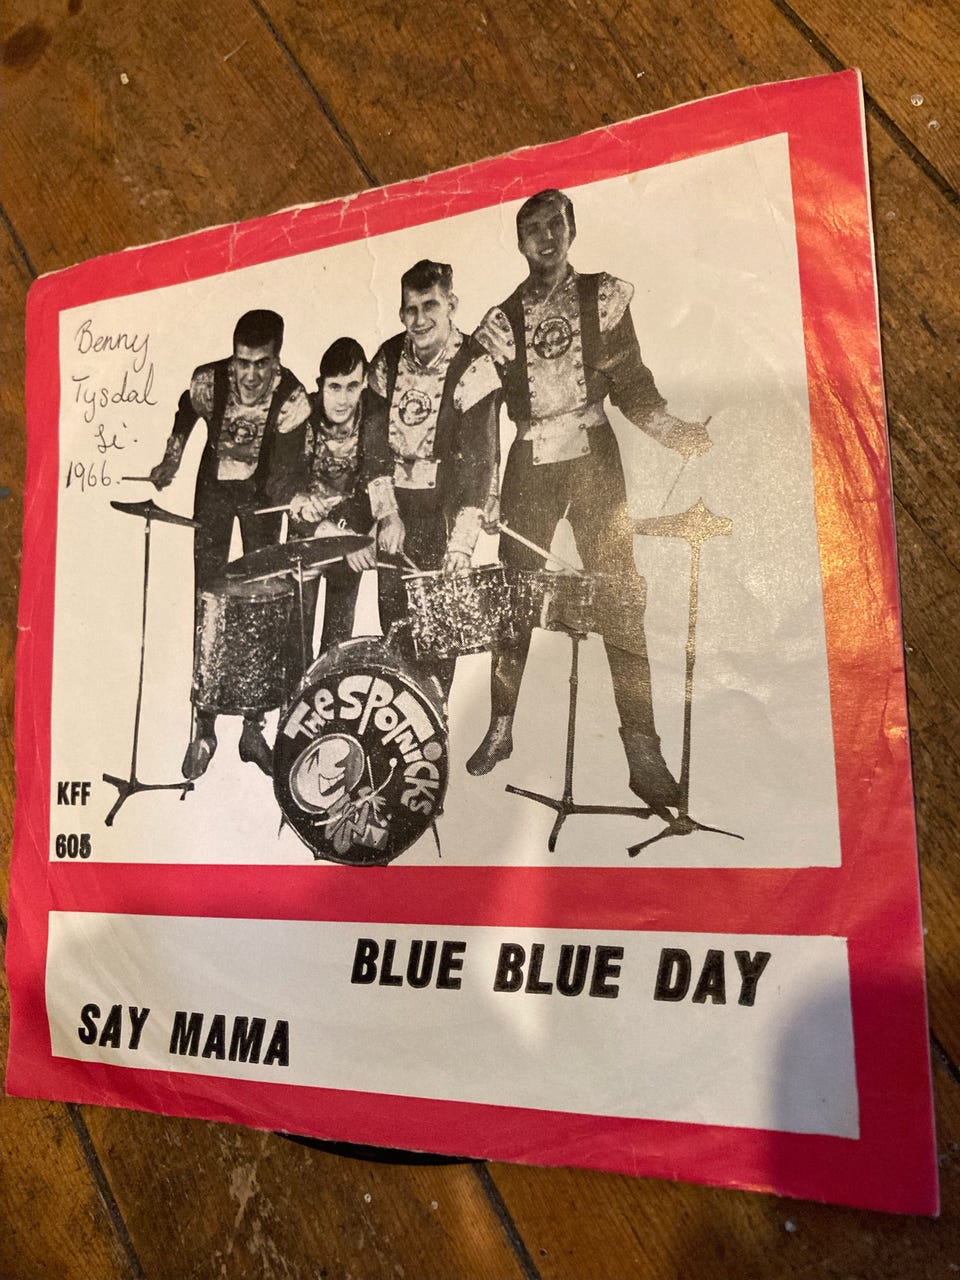 Benny
Tysdal
Li.
1966.
THE SPOTNICKS
KFF
605
BLUE BLUE DAY
SAY MAMA